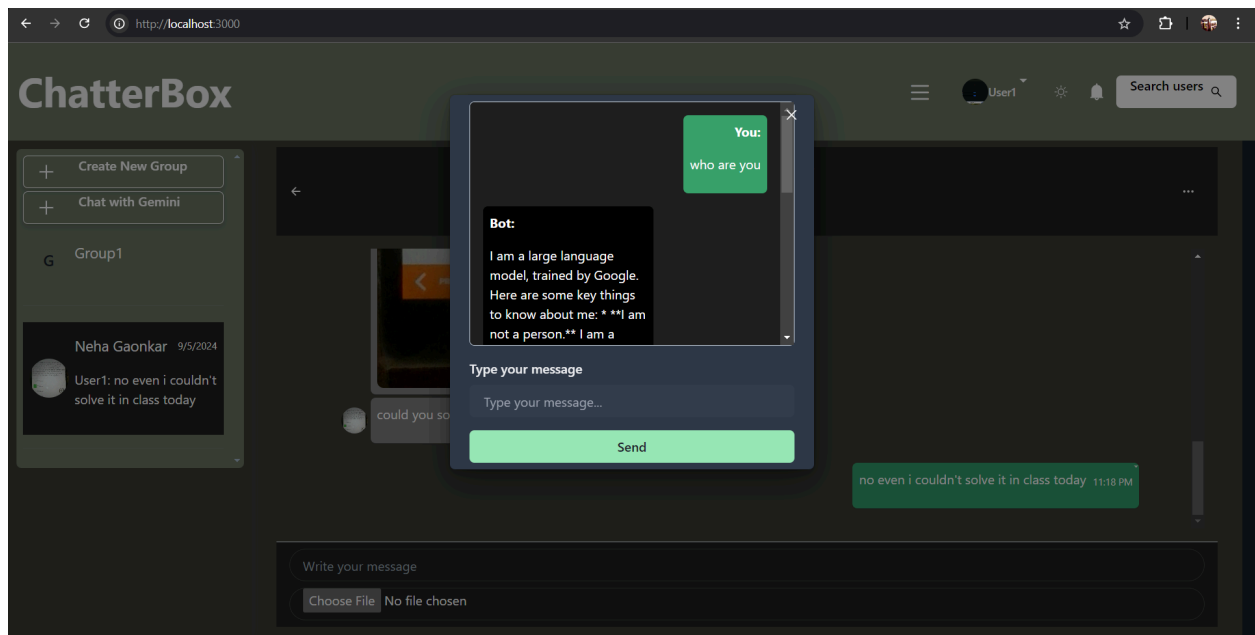 http://localhost:3000
ChatterBox
User1
Search users
Create New Group
Chat with Gemini
G
Group1
Neha Gaonkar 9/5/2024
User1: no even i couldn't
solve it in class today
You:
who are you
Bot:
I am a large language
model, trained by Google.
Here are some key things
to know about me: * **I am
not a person.** I am a
Type your message
Type your message...
Send
could you so
no even i couldn't solve it in class today 11:18 PM
Write your message
Choose File No file chosen